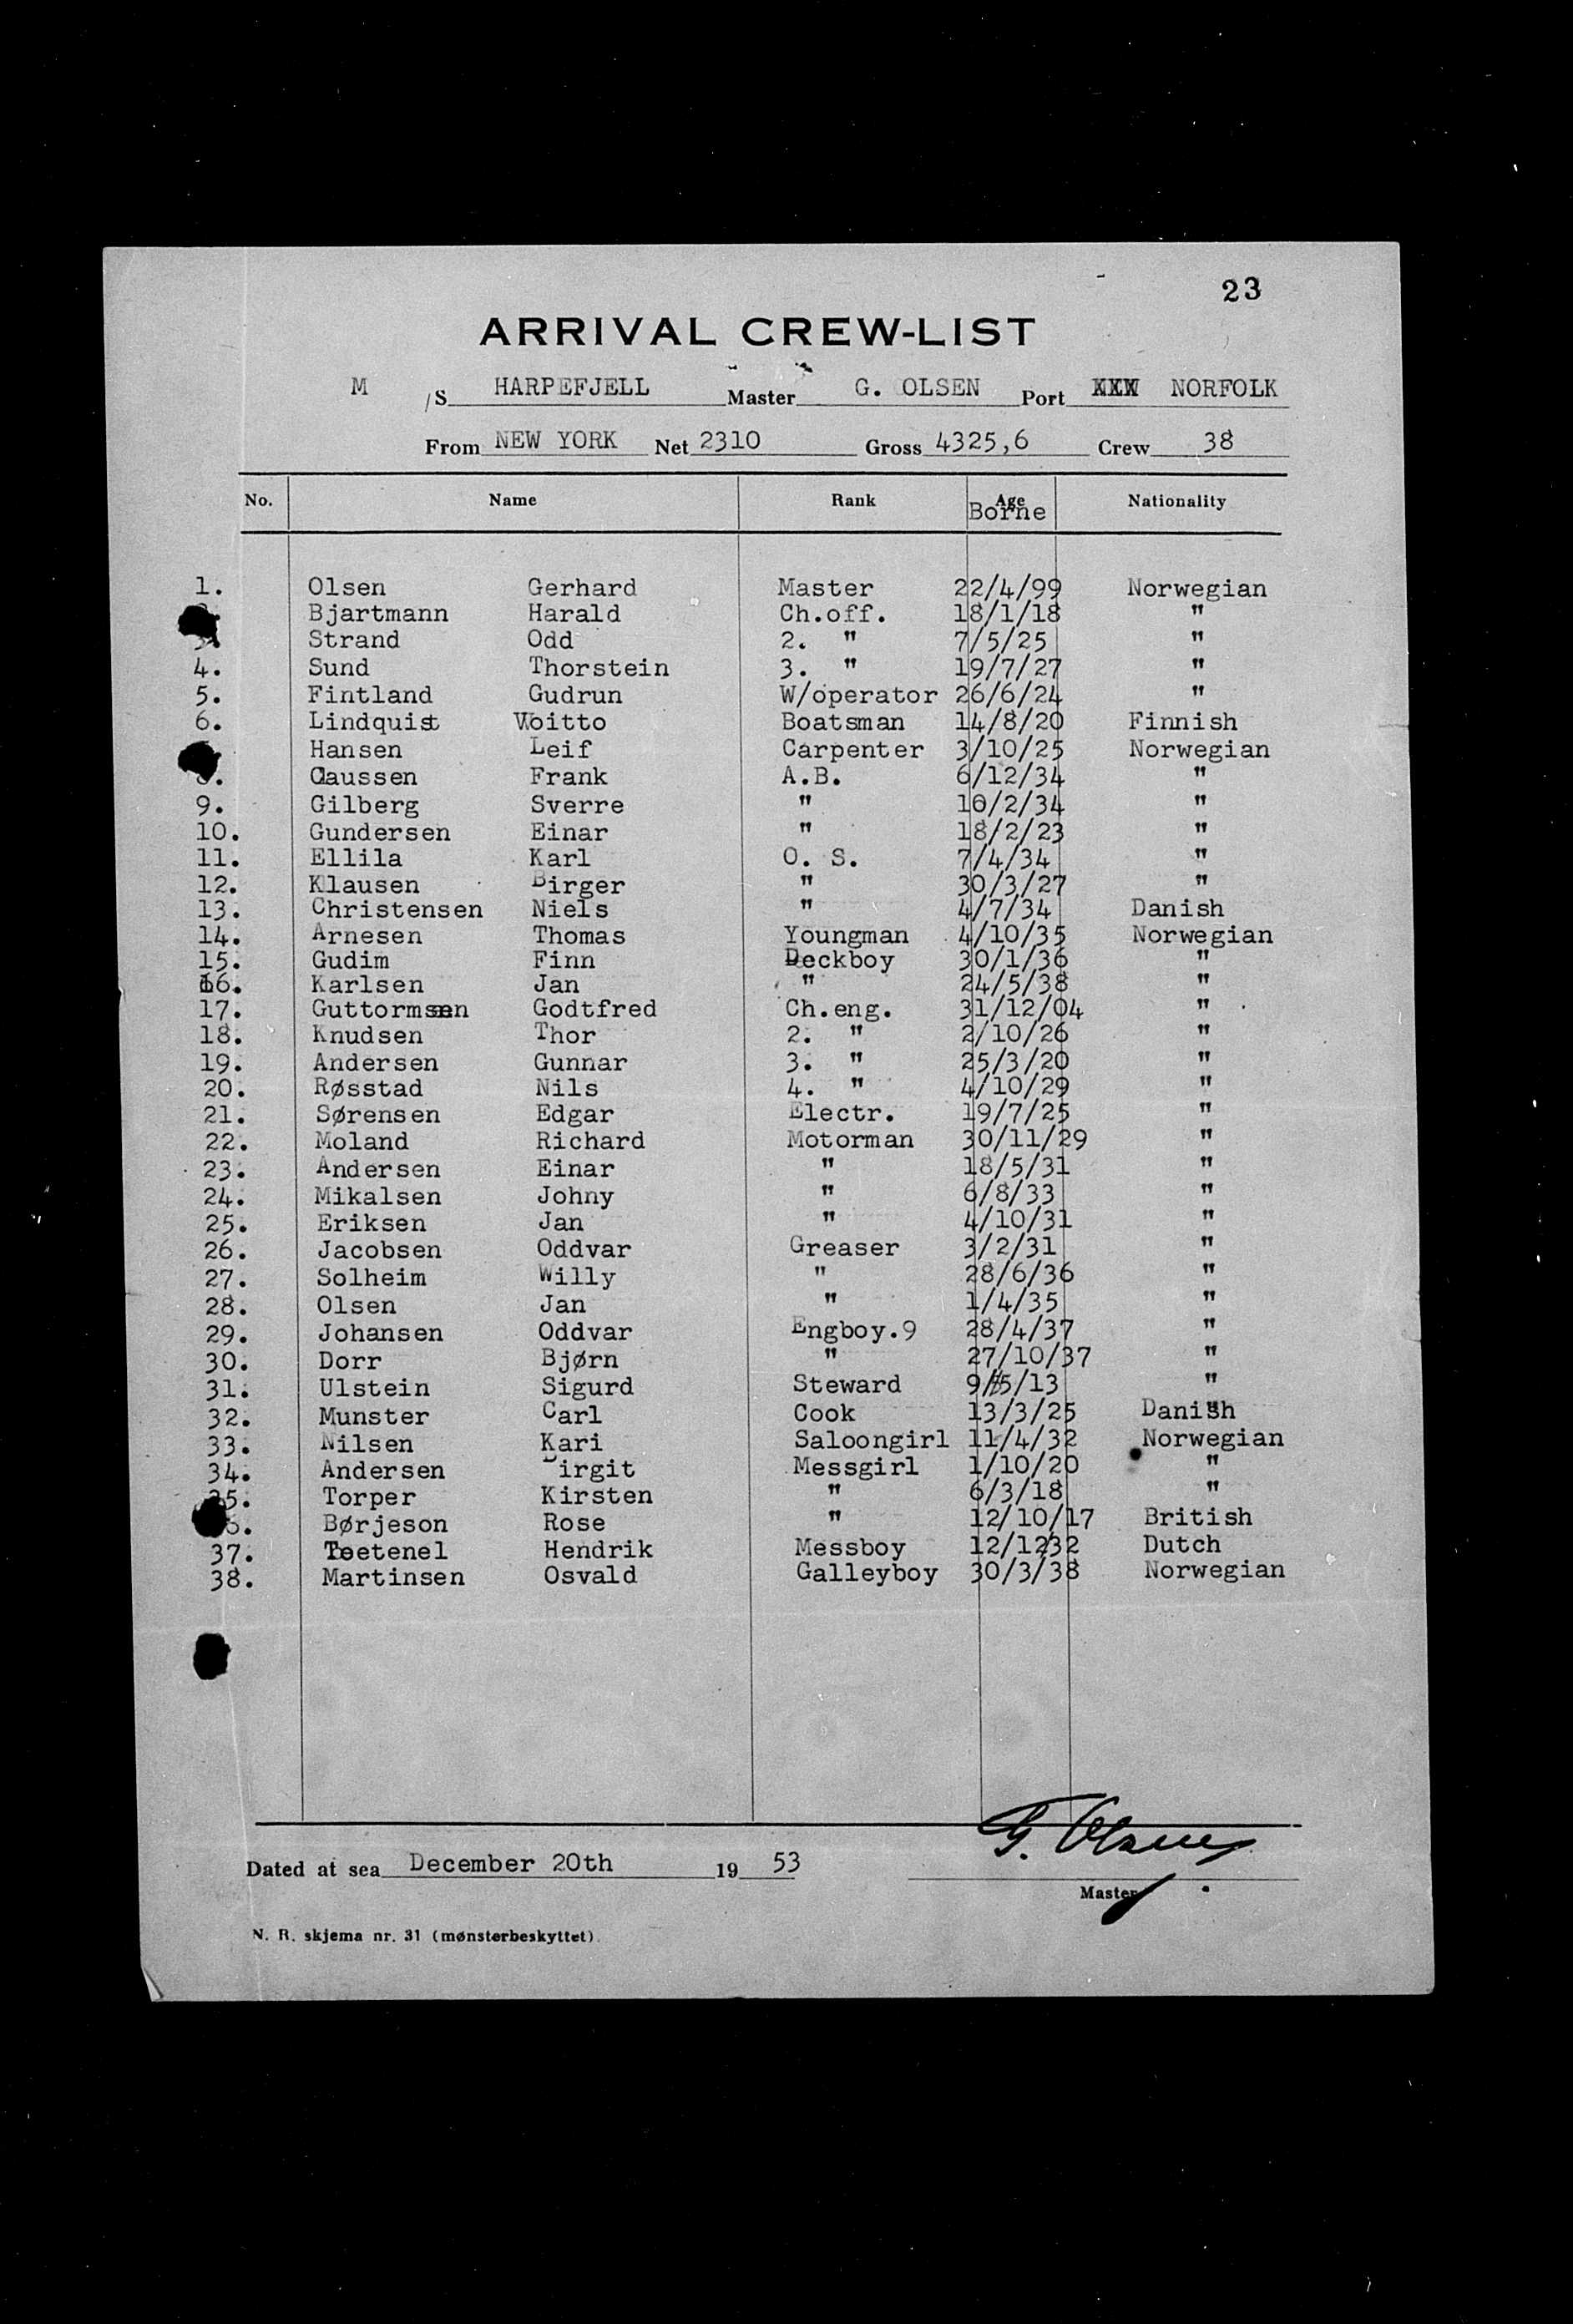 23
ARRIVAL CREW-LIST
M /S HARPEFJELL Master G. OLSEN Port XXX NORFOLK
From NEW YORK Net 2310 Gross 4325,6 Crew 38
No. Name Rank Age Borne Nationality
1. Olsen Gerhard Master 22/4/99 Norwegian
Bjartmann Harald Ch.off. 18/1/18 "
Strand Odd 2. " 7/5/25 "
4. Sund Thorstein 3. " 19/7/27 "
5. Fintland Gudrun W/operator 26/6/24 "
6. Lindquist Voitto Boatsman 14/8/20 Finnish
Hansen Leif Carpenter 3/10/25 Norwegian
Frank A.B. 6/12/34 "
9. Gilberg Sverre " /2/34 "
10. Gundersen Einar " 18/2/23 "
11. Ellila Karl O. S. 7/4/34 "
12. Klausen Birger " 30/3/27 "
13. Christensen Niels " 4/7/34 Danish
14. Arnesen Thomas Youngman 4/10/35 Norwegian
15. Gudim Finn Deckboy 30/1/36 "
16. Karlsen Jan " 24/5/38 "
17. Guttormsen Godtfred Ch.eng. 31/12/04 "
18. Knudsen Thor 2. " 2/10/26 "
19. Andersen Gunnar 3. " 25/3/20 "
20. Røsstad Nils 4. " 4/10/29 "
21. Sørensen Edgar Electr. 19/7/25 "
22. Moland Richard Motorman 30/11/29 "
23. Andersen Einar " 18/5/31 "
24. Mikalsen Johny " 6/8/33 "
25. Eriksen Jan " 4/10/31 "
26. Jacobsen Oddvar Greaser 3/2/31 "
27. Solheim Willy " 28/6/36 "
28. Olsen Jan " 1/4/35 "
29. Johansen Oddvar Engboy.9 28/4/37 "
30. Dorr Bjørn " 27/10/37 "
31. Ulstein Sigurd Steward 9/5/13 "
32. Munster Carl Cook 13/3/25 Danish
33. Nilsen Kari Saloongirl 11/4/32 Norwegian
34. Andersen Birgit Messgirl 1/10/20 "
35. Torper Kirsten " 6/3/18 "
Børjeson Rose " 12/10/17 British
37. Teetenel Hendrik Messboy 12/1232 Dutch
38. Martinsen Osvald Galleyboy 30/3/38 Norwegian
Dated at sea December 20th 19 53
G. Olsen
Master
N. R. skjema nr. 31 (mønsterbeskyttet)